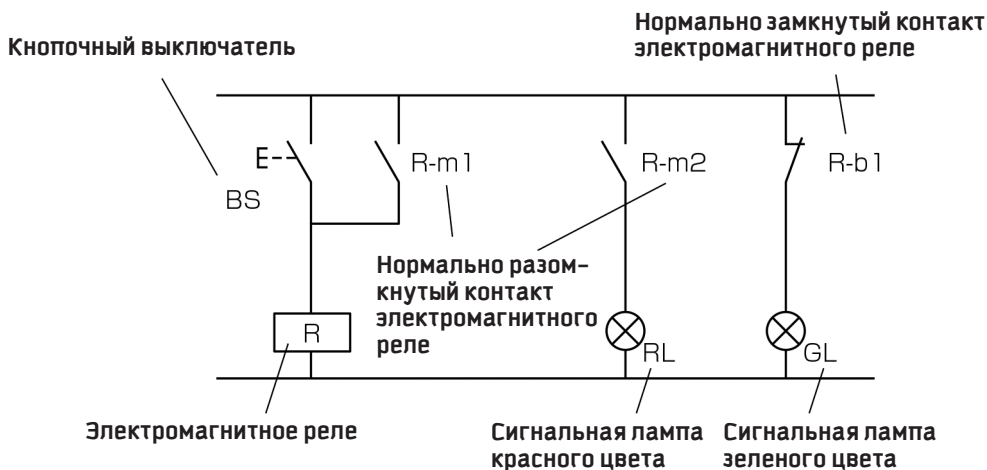 Нормально замкнутый контакт
электромагнитного реле
Кнопочный выключатель
E
R-m1
R-m2
R-b1
BS
Нормально разом-
кнутый контакт
электромагнитного
реле
R
RL
GL
Электромагнитное реле
Сигнальная лампа
красного цвета
Сигнальная лампа
зеленого цвета